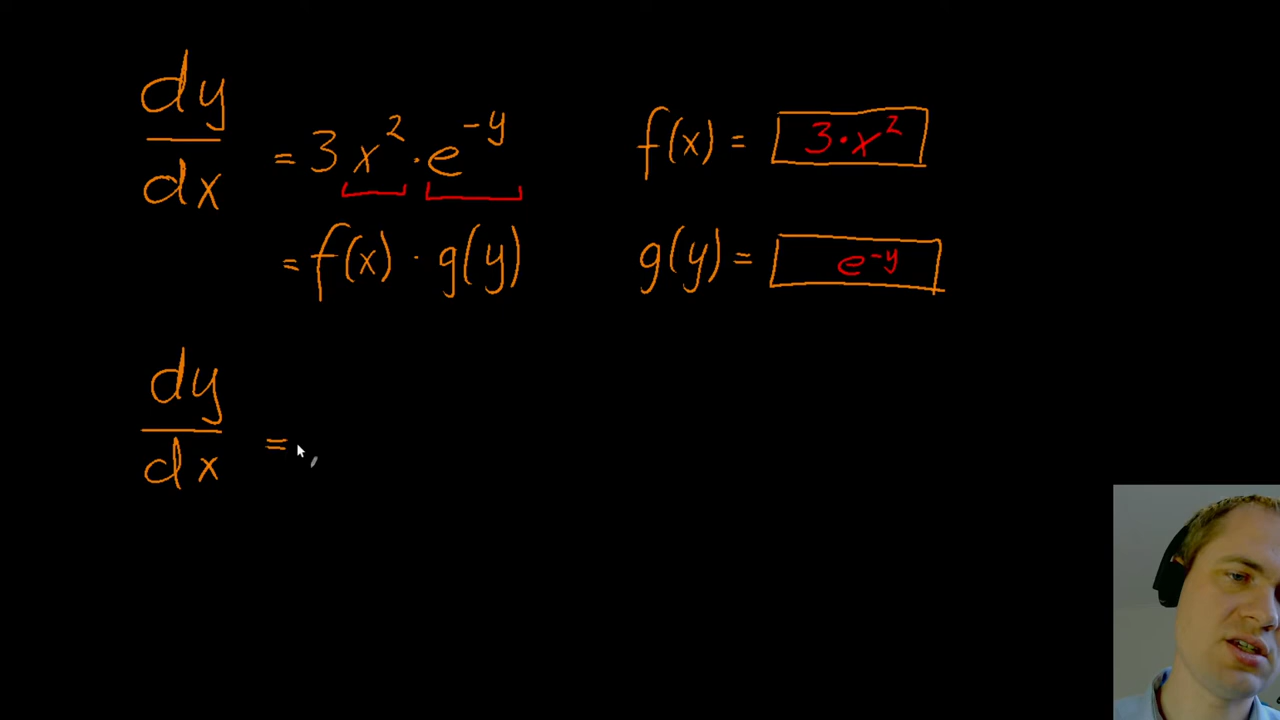 dy/dx = 3x² · e^(-y)
f(x) = 3·x²
= f(x) · g(y)
g(y) = e^(-y)
dy/dx =